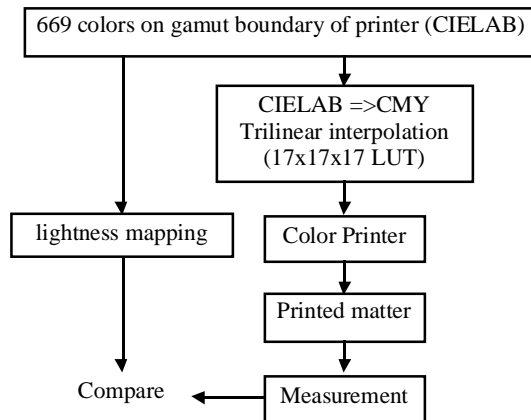 669 colors on gamut boundary of printer (CIELAB)
CIELAB =>CMY
Trilinear interpolation
(17x17x17 LUT)
lightness mapping
Color Printer
Printed matter
Compare
Measurement